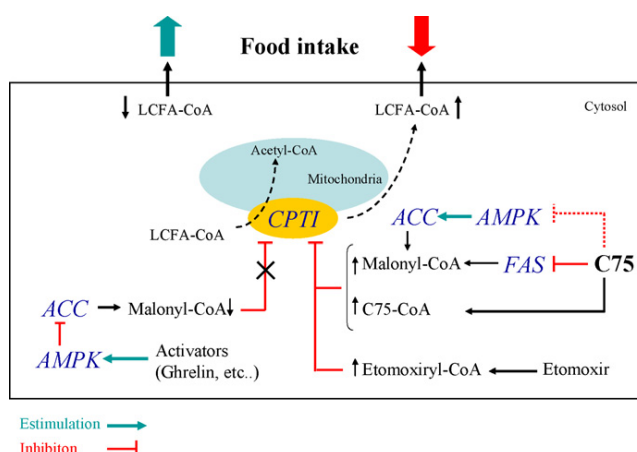 Food intake
LCFA-CoA
LCFA-CoA
Cytosol
Acetyl-CoA
Mitochondria
CPTI
ACC
AMPK
LCFA-CoA
Malonyl-CoA
FAS
C75
ACC
Malonyl-CoA
C75-CoA
AMPK
Activators
(Ghrelin, etc..)
Etomoxiryl-CoA
Etomoxir
Estimulation
Inhibiton